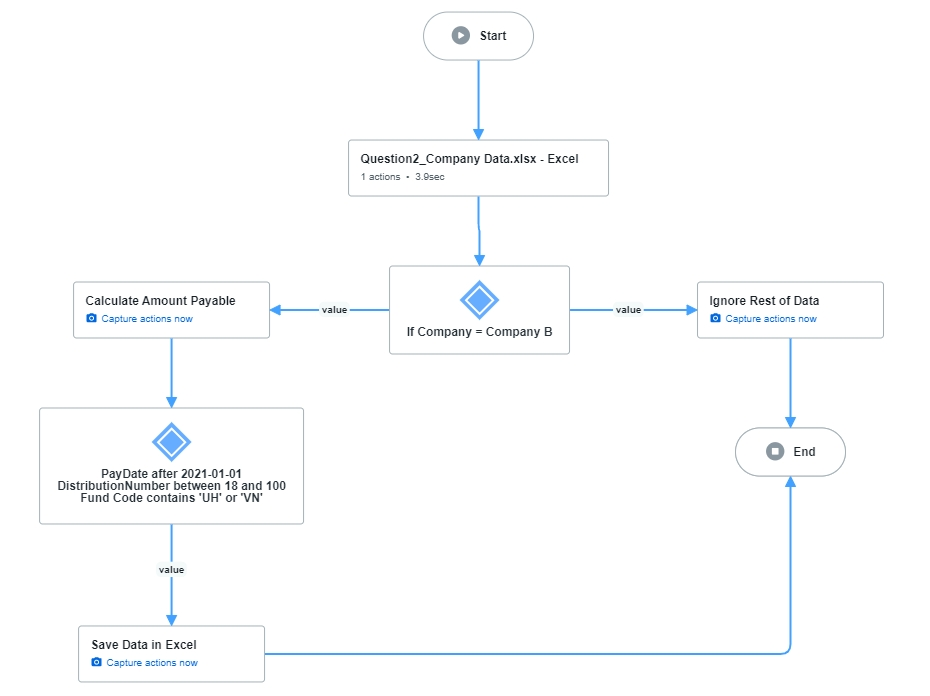 Start
Question2_Company Data.xlsx - Excel
1 actions • 3.9sec
If Company = Company B
value
value
Calculate Amount Payable
Capture actions now
Ignore Rest of Data
Capture actions now
PayDate after 2021-01-01
DistributionNumber between 18 and 100
Fund Code contains 'UH' or 'VN'
End
value
Save Data in Excel
Capture actions now